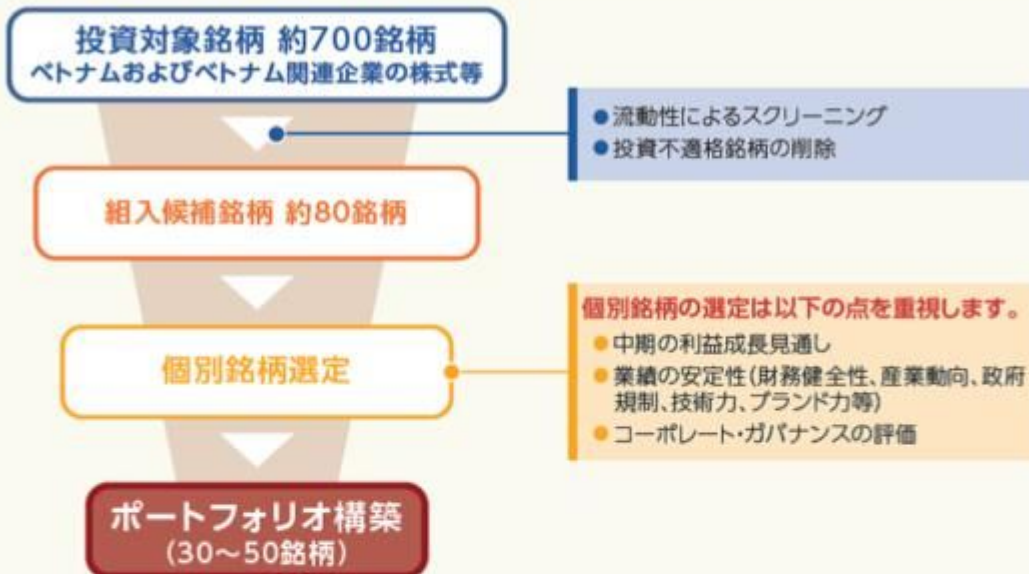 投資対象銘柄 約700銘柄
ベトナムおよびベトナム関連企業の株式等
●流動性によるスクリーニング
●投資不適格銘柄の削除
組入候補銘柄 約80銘柄
個別銘柄の選定は以下の点を重視します。
●中期の利益成長見通し
●業績の安定性(財務健全性、産業動向、政府
規制、技術力、ブランド力等)
●コーポレート・ガバナンスの評価
個別銘柄選定
ポートフォリオ構築
(30〜50銘柄)